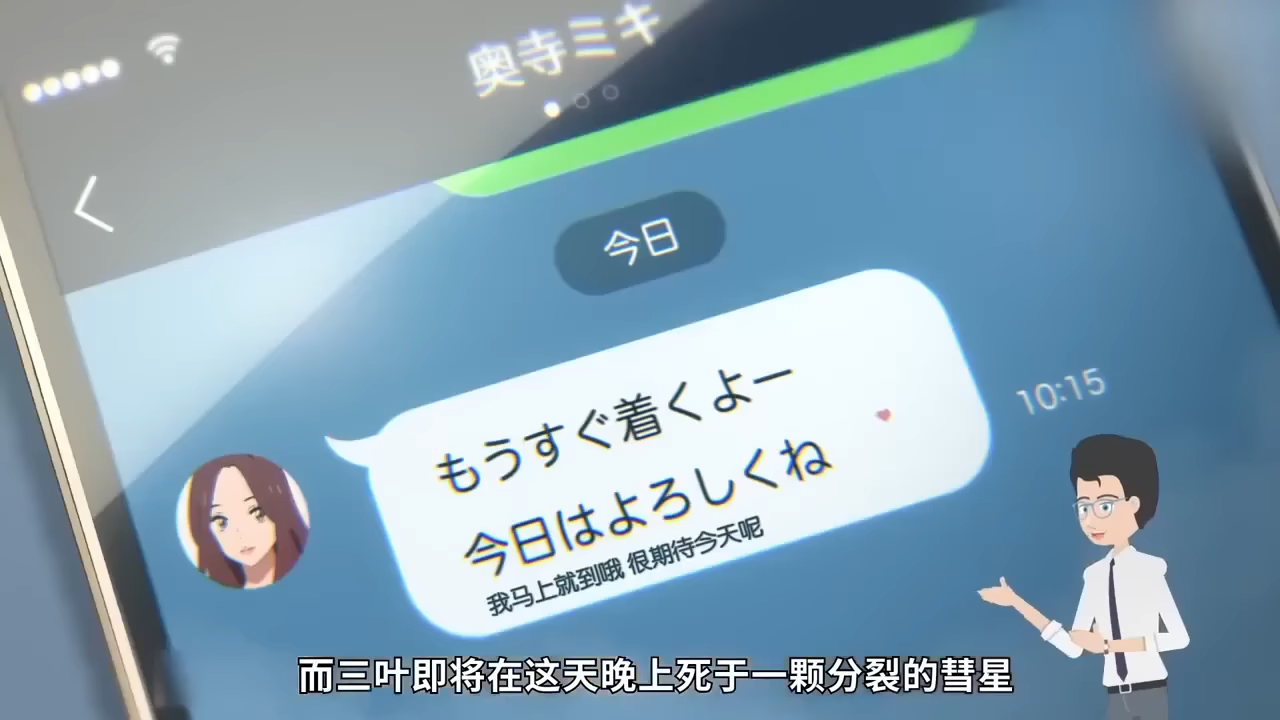 奥寺ミキ
今日
もうすぐ着くよー
今日はよろしくね
10:15
我马上就到哦 很期待今天呢
而三叶即将在这天晚上死于一颗分裂的彗星